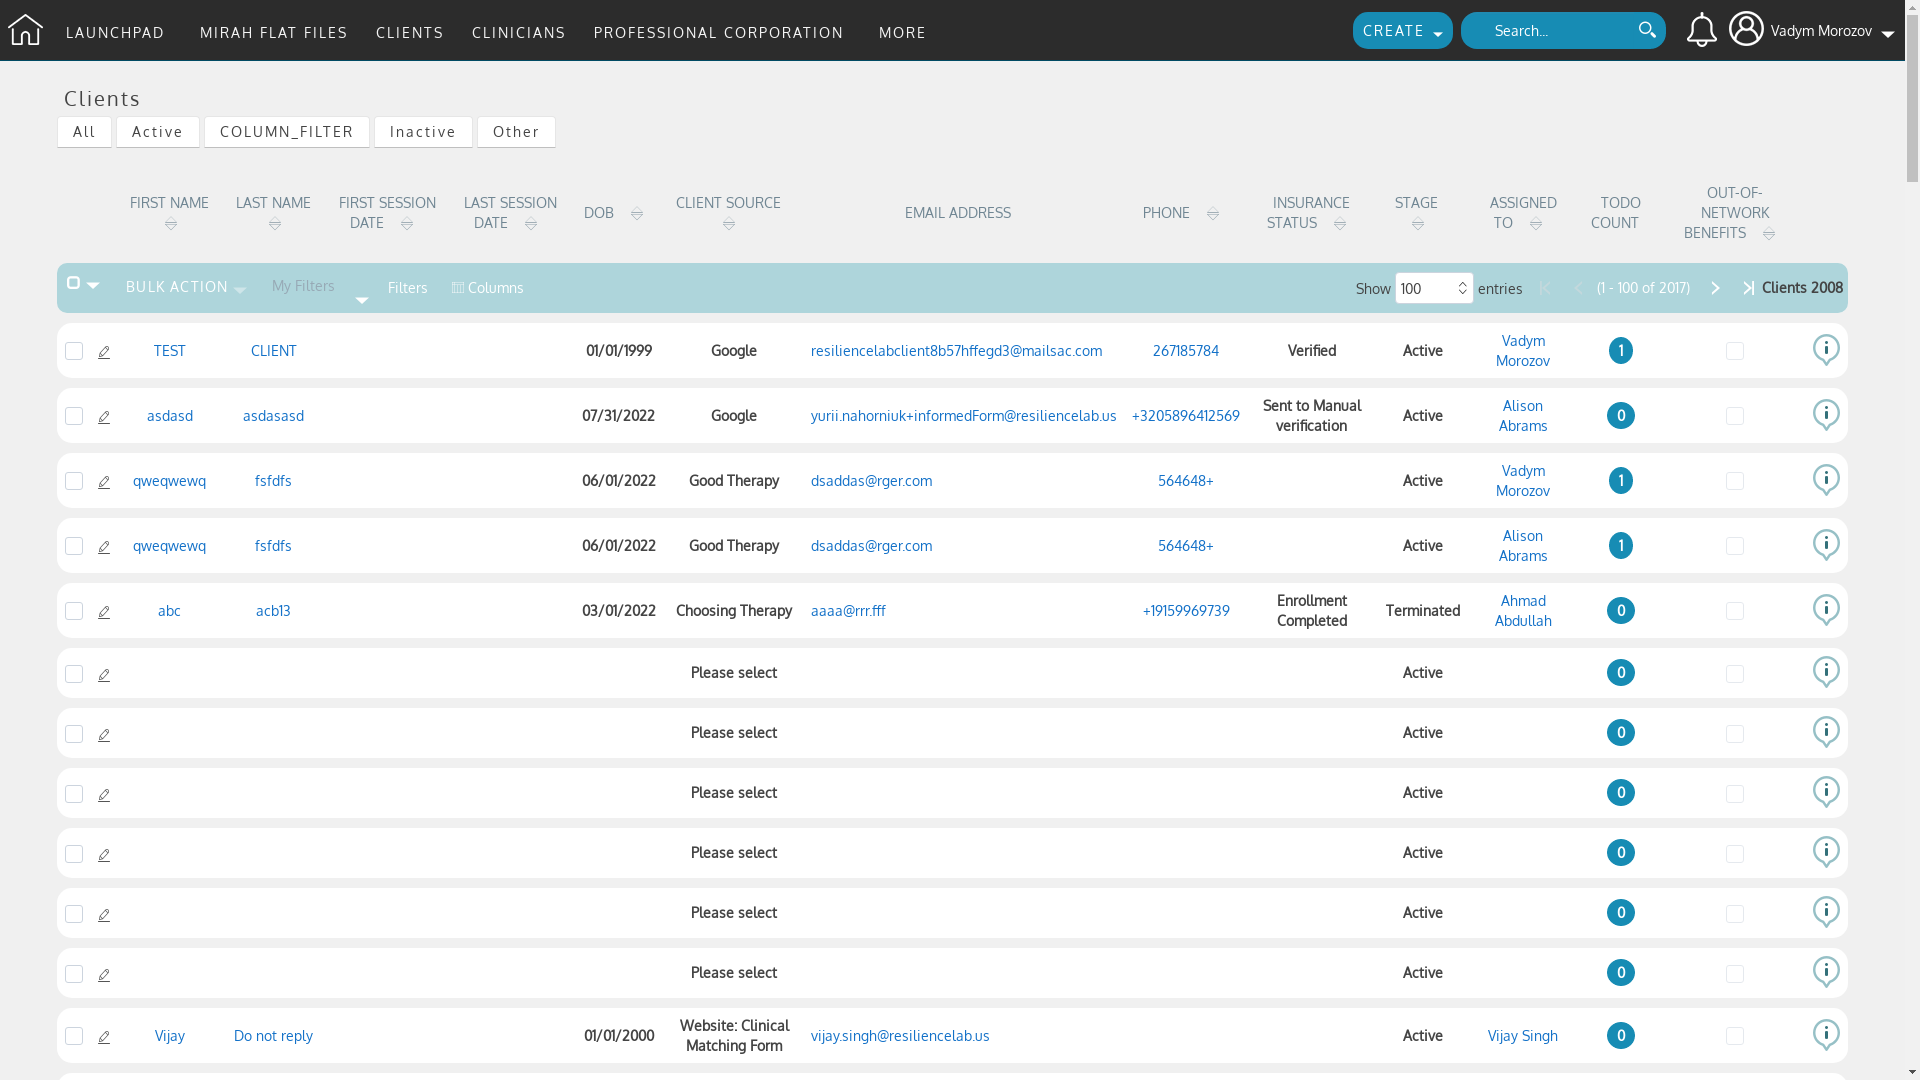 LAUNCHPAD MIRAH FLAT FILES CLIENTS CLINICIANS PROFESSIONAL CORPORATION MORE CREATE Search... Vadym Morozov
Clients
All Active COLUMN_FILTER Inactive Other
FIRST NAME LAST NAME FIRST SESSION DATE LAST SESSION DATE DOB CLIENT SOURCE EMAIL ADDRESS PHONE INSURANCE STATUS STAGE ASSIGNED TO TODO COUNT OUT-OF-NETWORK BENEFITS
BULK ACTION My Filters Filters Columns Show 100 entries (1 - 100 of 2017) Clients 2008
TEST CLIENT 01/01/1999 Google resiliencelabclient8b57hffegd3@mailsac.com 267185784 Verified Active Vadym Morozov 1
asdasd asdasasd 07/31/2022 Google yurii.nahorniuk+informedForm@resiliencelab.us +3205896412569 Sent to Manual verification Active Alison Abrams 0
qweqwewq fsfdfs 06/01/2022 Good Therapy dsaddas@rger.com 564648+ Active Vadym Morozov 1
qweqwewq fsfdfs 06/01/2022 Good Therapy dsaddas@rger.com 564648+ Active Alison Abrams 1
abc acb13 03/01/2022 Choosing Therapy aaaa@rrr.fff +19159969739 Enrollment Completed Terminated Ahmad Abdullah 0
Please select Active 0
Please select Active 0
Please select Active 0
Please select Active 0
Please select Active 0
Please select Active 0
Vijay Do not reply 01/01/2000 Website: Clinical Matching Form vijay.singh@resiliencelab.us Active Vijay Singh 0